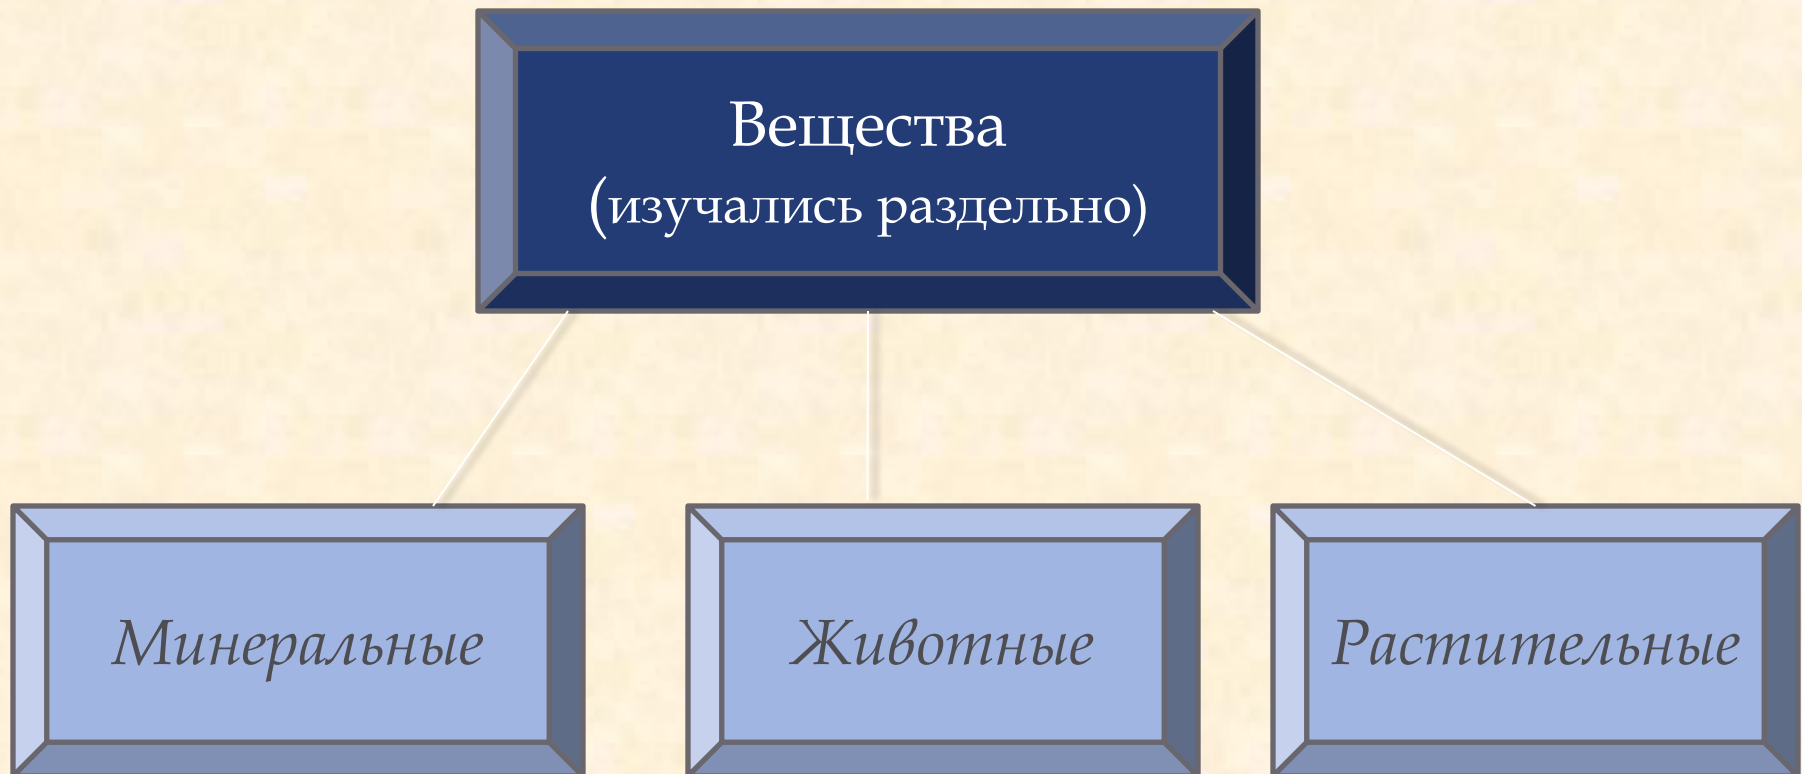 Вещества
(изучались раздельно)
Минеральные
Животные
Растительные